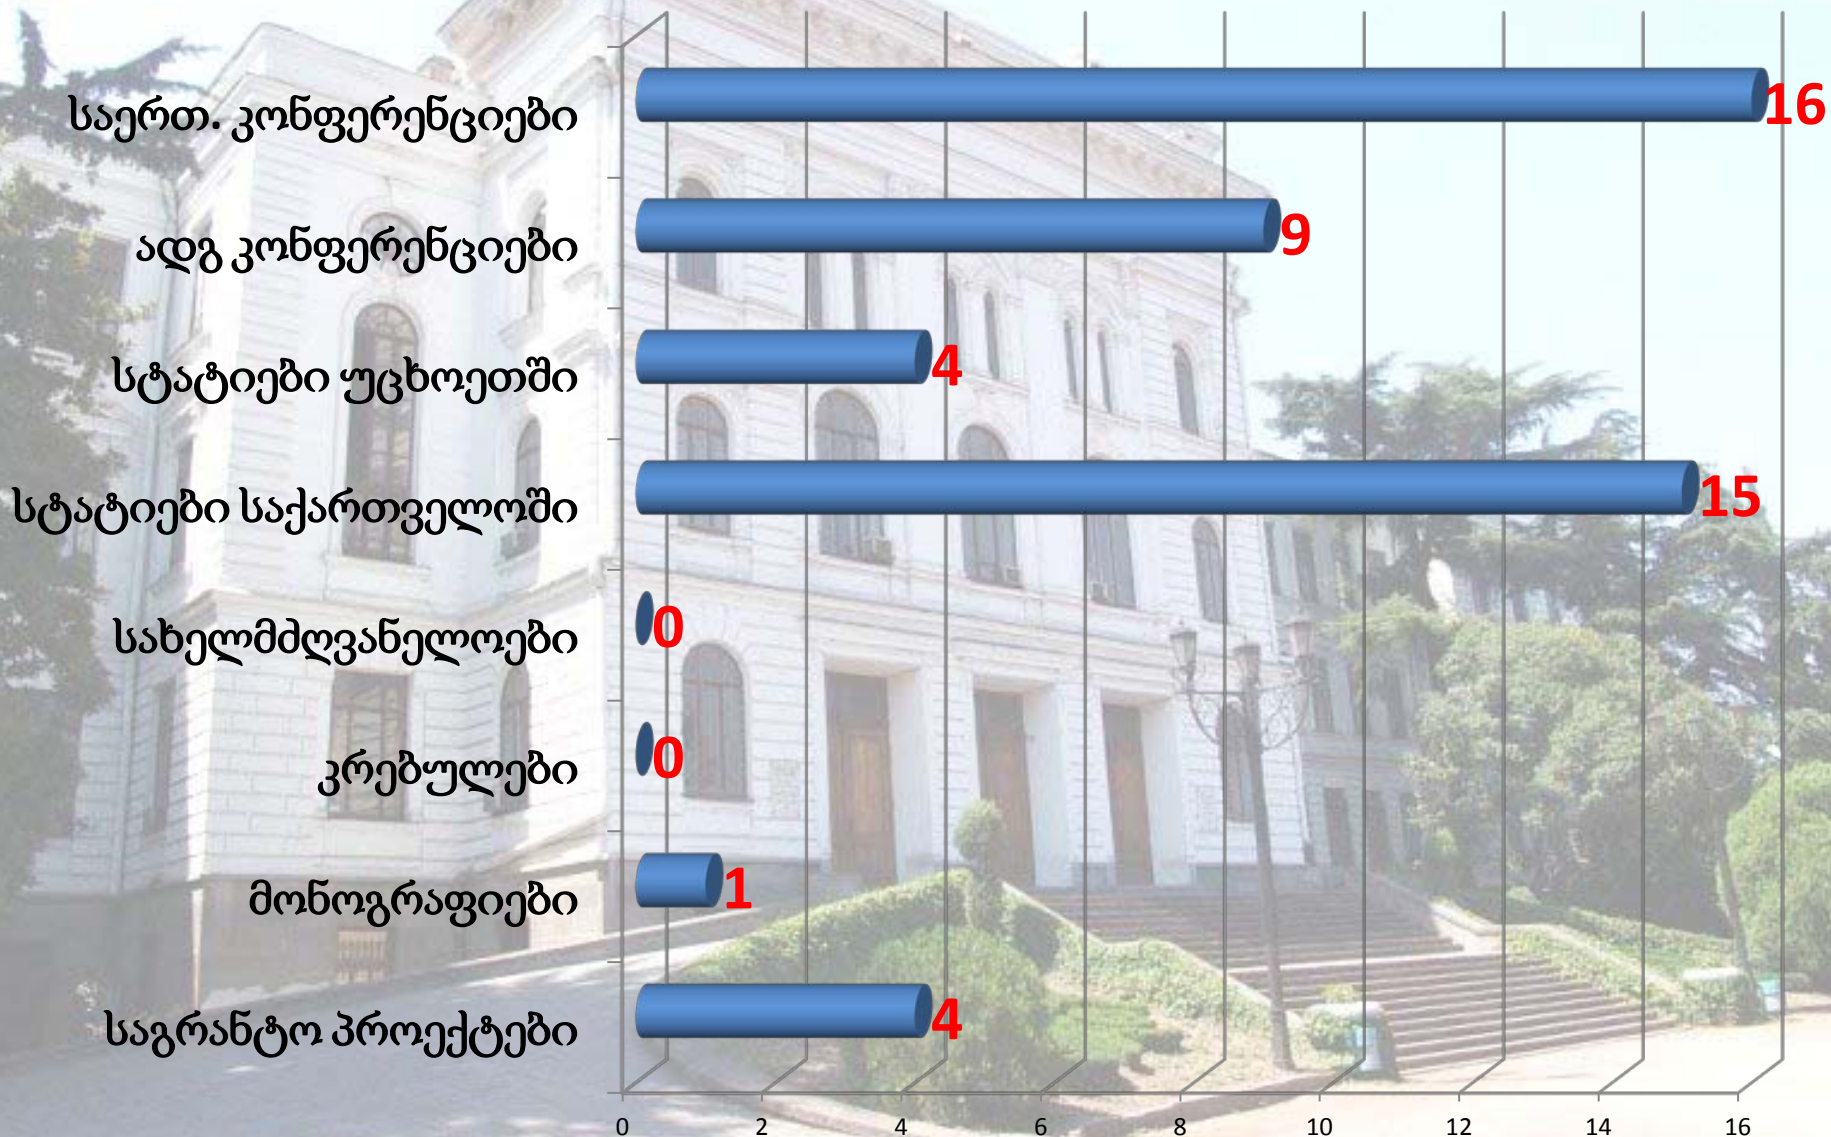 საერთ. კონფერენციები 16
ადგ კონფერენციები 9
სტატიები უცხოეთში 4
სტატიები საქართველოში 15
სახელმძღვანელოები 0
კრებულები 0
მონოგრაფიები 1
საგრანტო პროექტები 4
0 2 4 6 8 10 12 14 16